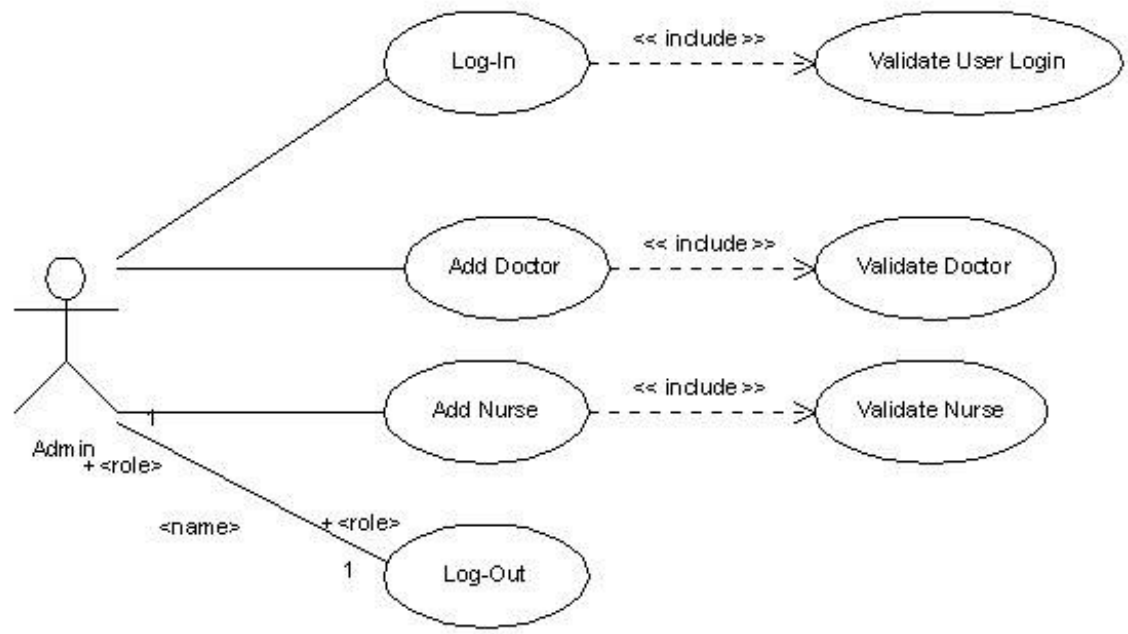 Log-In
<< include >>
Validate User Login
Add Doctor
<< include >>
Validate Doctor
Add Nurse
<< include >>
Validate Nurse
1
Admin
+ <role>
<name>
+ <role>
1
Log-Out